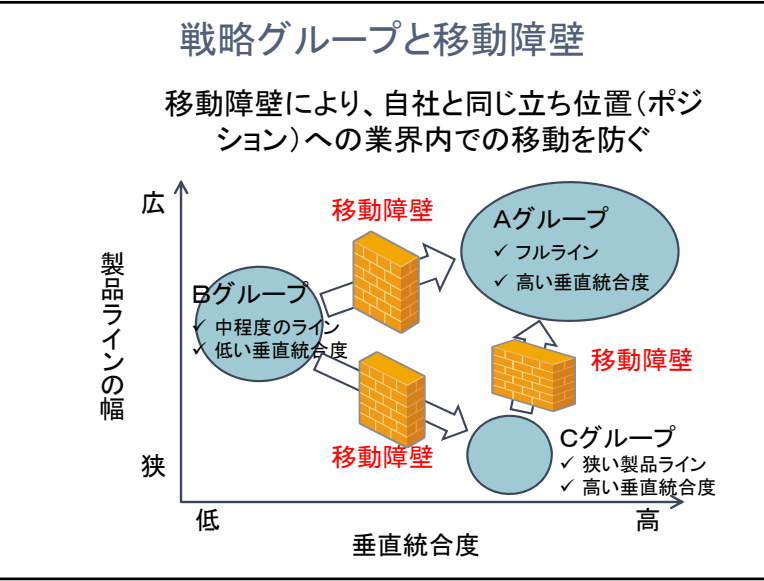 戦略グループと移動障壁
移動障壁により、自社と同じ立ち位置（ポジ
ション）への業界内での移動を防ぐ
広
製品ラインの幅
狭
移動障壁
Aグループ
✓ フルライン
✓ 高い垂直統合度
Bグループ
✓ 中程度のライン
✓ 低い垂直統合度
移動障壁
移動障壁
Cグループ
✓ 狭い製品ライン
✓ 高い垂直統合度
低
高
垂直統合度